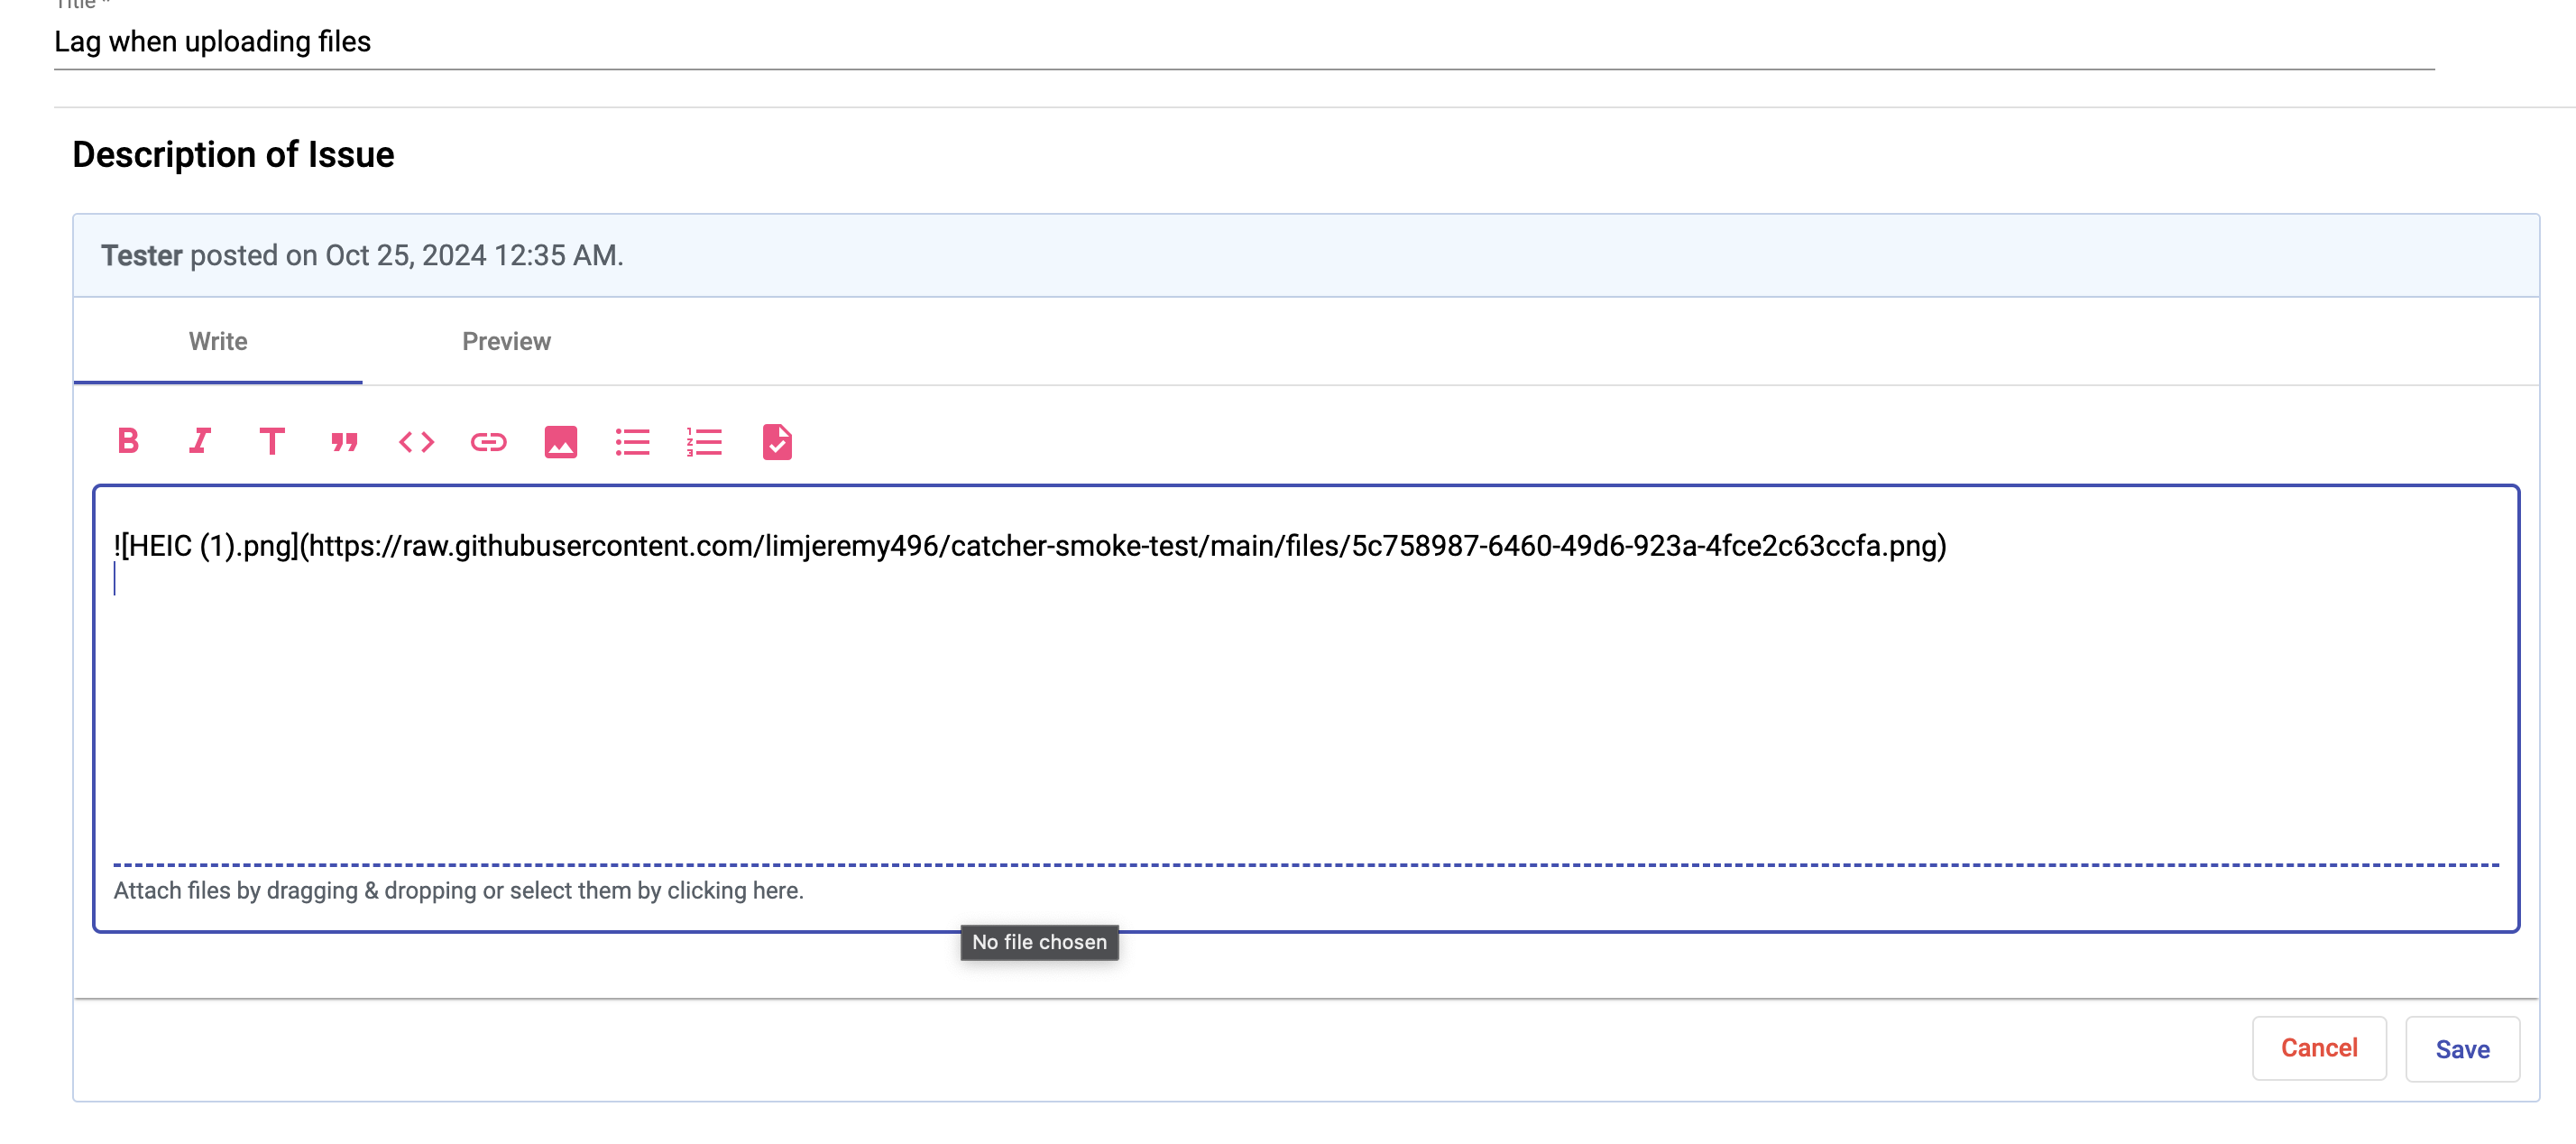 Title *
Lag when uploading files
Description of Issue
Tester posted on Oct 25, 2024 12:35 AM.
Write Preview
![HEIC (1).png](https://raw.githubusercontent.com/limjeremy496/catcher-smoke-test/main/files/5c758987-6460-49d6-923a-4fce2c63ccfa.png)
Attach files by dragging & dropping or select them by clicking here.
No file chosen
Cancel Save